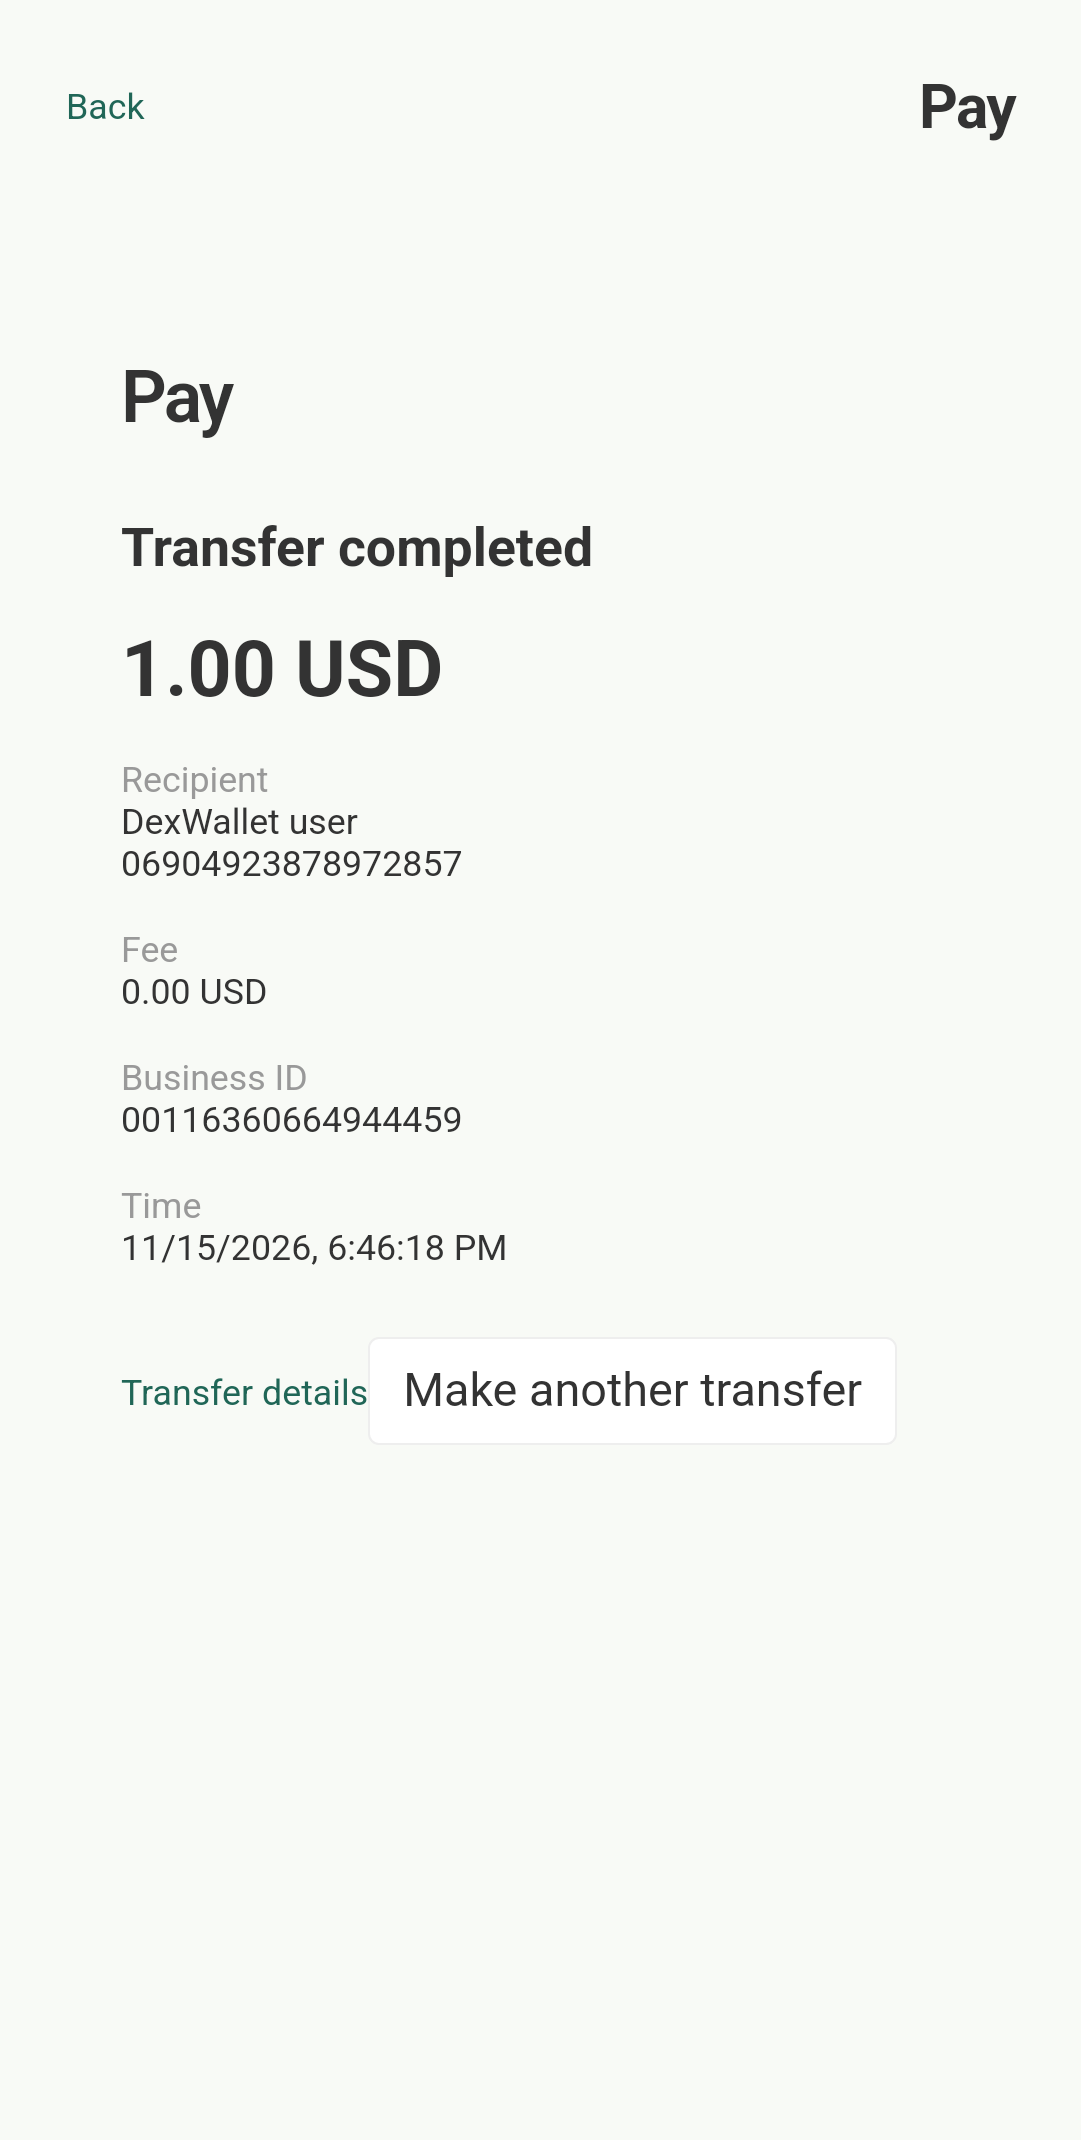 Back
Pay
Pay
Transfer completed
1.00 USD
Recipient
DexWallet user
06904923878972857
Fee
0.00 USD
Business ID
00116360664944459
Time
11/15/2026, 6:46:18 PM
Transfer details
Make another transfer